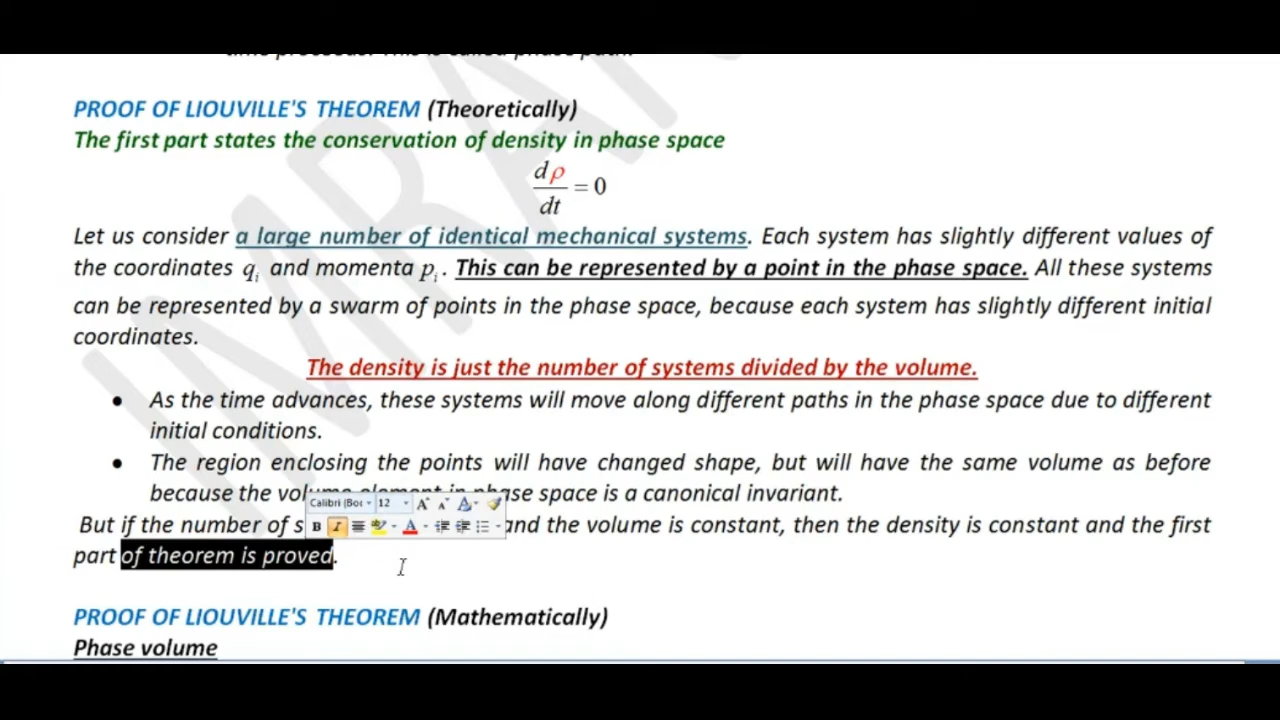 PROOF OF LIOUVILLE'S THEOREM (Theoretically)
The first part states the conservation of density in phase space
dρ/dt = 0
Let us consider a large number of identical mechanical systems. Each system has slightly different values of
the coordinates qᵢ and momenta pᵢ. This can be represented by a point in the phase space. All these systems
can be represented by a swarm of points in the phase space, because each system has slightly different initial
coordinates.
The density is just the number of systems divided by the volume.
• As the time advances, these systems will move along different paths in the phase space due to different
initial conditions.
• The region enclosing the points will have changed shape, but will have the same volume as before
because the volume element in phase space is a canonical invariant.
Calibri (Bor 12
But if the number of s and the volume is constant, then the density is constant and the first
part of theorem is proved.
PROOF OF LIOUVILLE'S THEOREM (Mathematically)
Phase volume